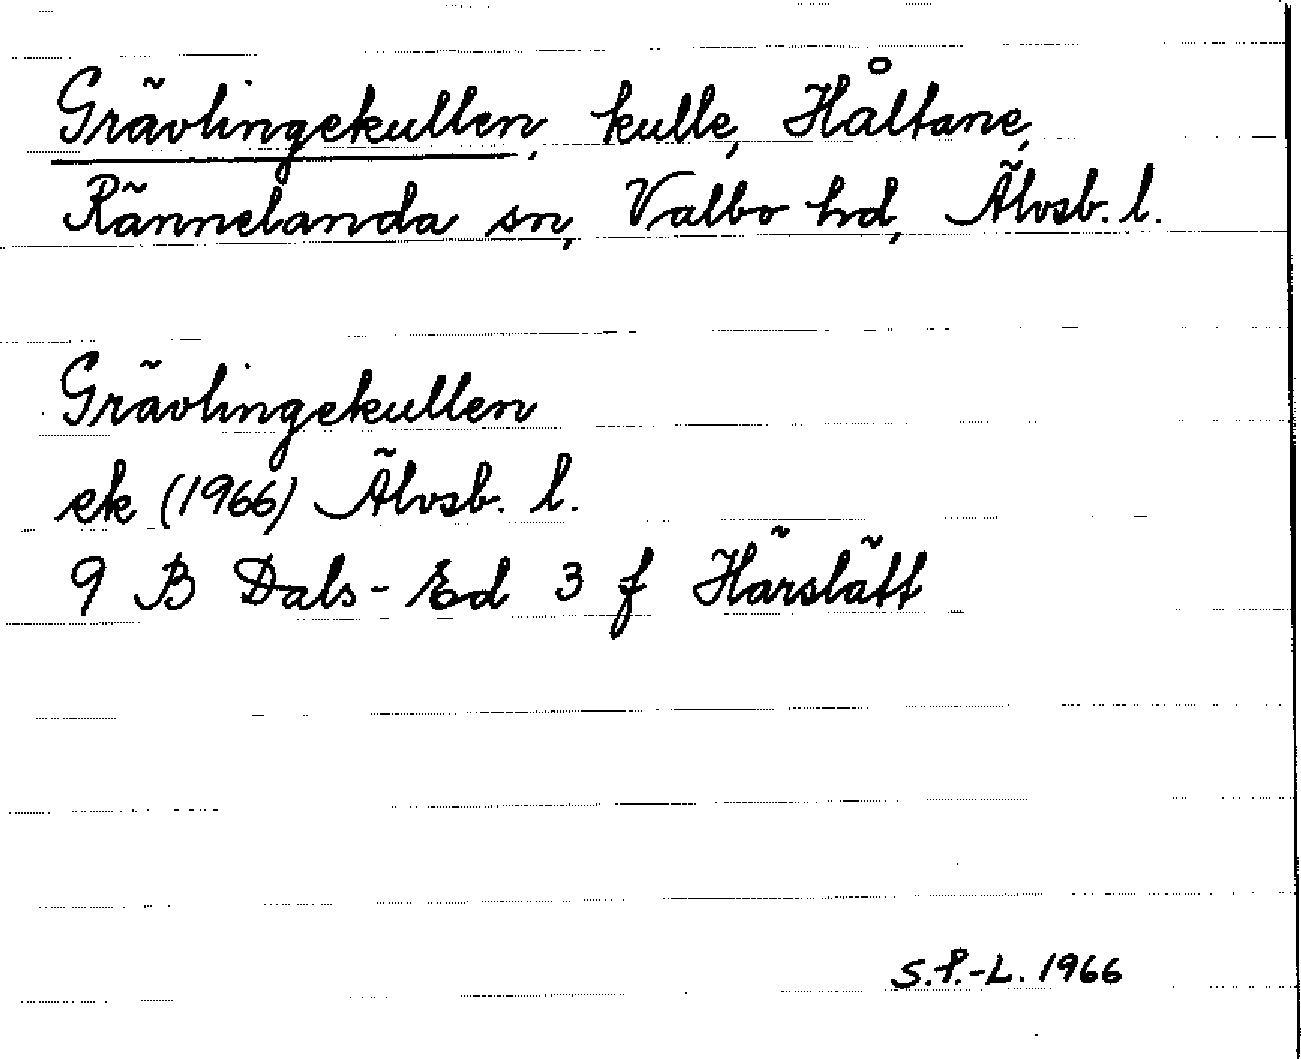 Grävlingekullen, kulle, Håltane,
Rännelanda sn, Valbo hd, Älvsb. l.
Grävlingekullen
ek (1966) Älvsb. l.
9 B Dals-Ed 3 f Härslätt
S.P.-L. 1966